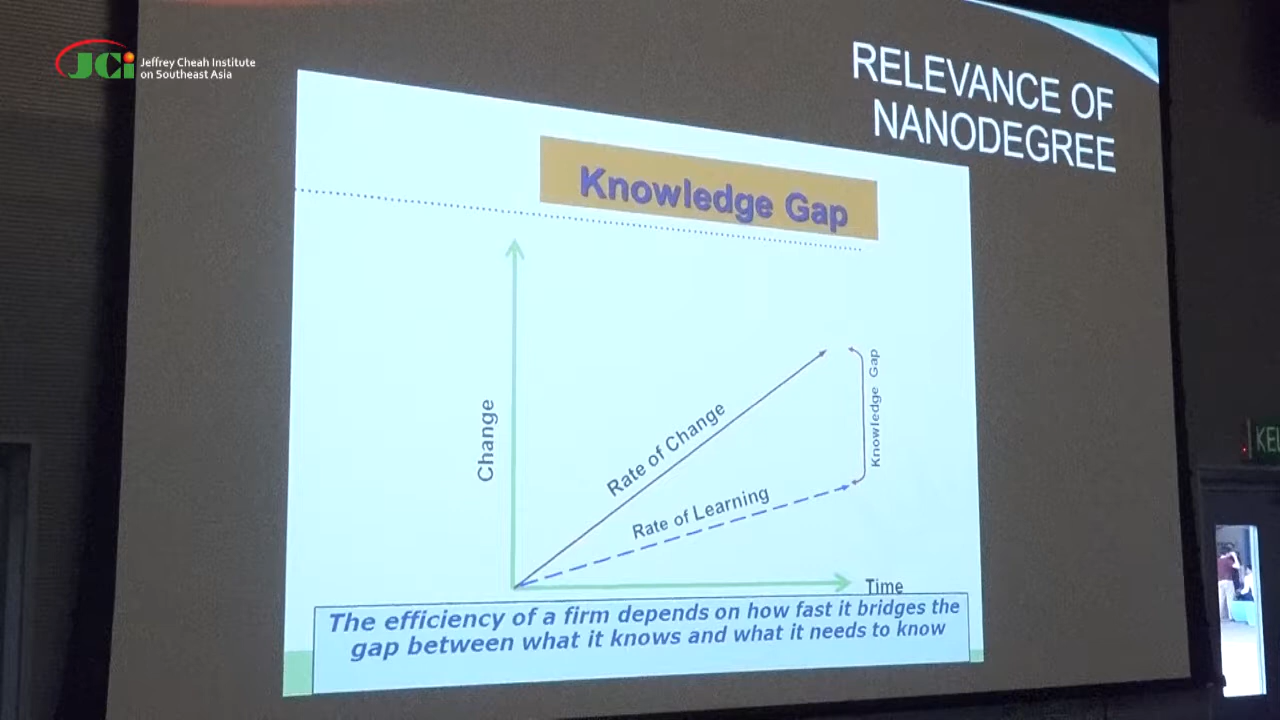 JCi Jeffrey Cheah Institute
on Southeast Asia
RELEVANCE OF
NANODEGREE
Knowledge Gap
Change
Rate of Change
Rate of Learning
Knowledge Gap
Time
The efficiency of a firm depends on how fast it bridges the
gap between what it knows and what it needs to know